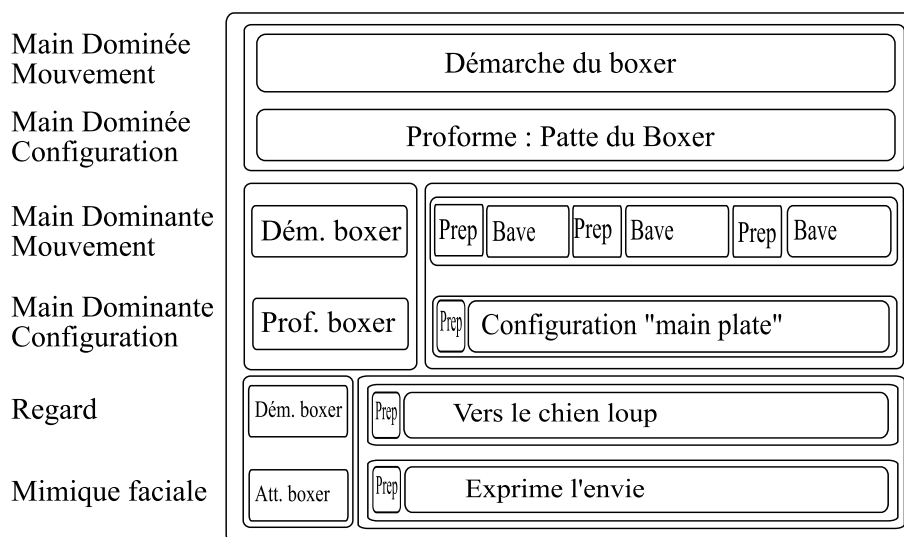 Main Dominée
Mouvement
Démarche du boxer
Main Dominée
Configuration
Proforme : Patte du Boxer
Main Dominante
Mouvement
Dém. boxer
Prep Bave Prep Bave Prep Bave
Main Dominante
Configuration
Prof. boxer
Prep Configuration "main plate"
Regard
Dém. boxer
Prep Vers le chien loup
Mimique faciale
Att. boxer
Prep Exprime l'envie